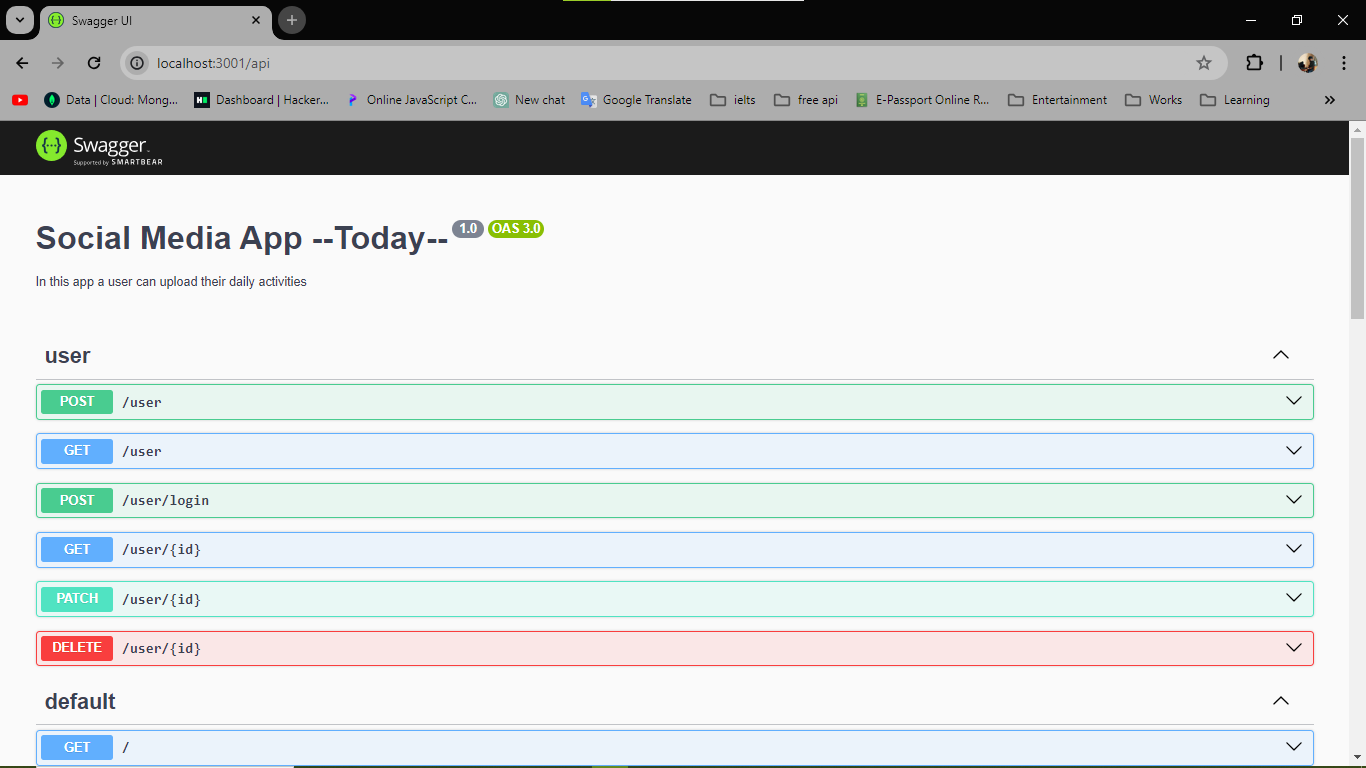 Swagger UI
localhost:3001/api
Data | Cloud: Mong... Dashboard | Hacker... Online JavaScript C... New chat Google Translate ielts free api E-Passport Online R... Entertainment Works Learning
Swagger.
Supported by SMARTBEAR
Social Media App --Today-- 1.0 OAS 3.0
In this app a user can upload their daily activities
user
POST /user
GET /user
POST /user/login
GET /user/{id}
PATCH /user/{id}
DELETE /user/{id}
default
GET /